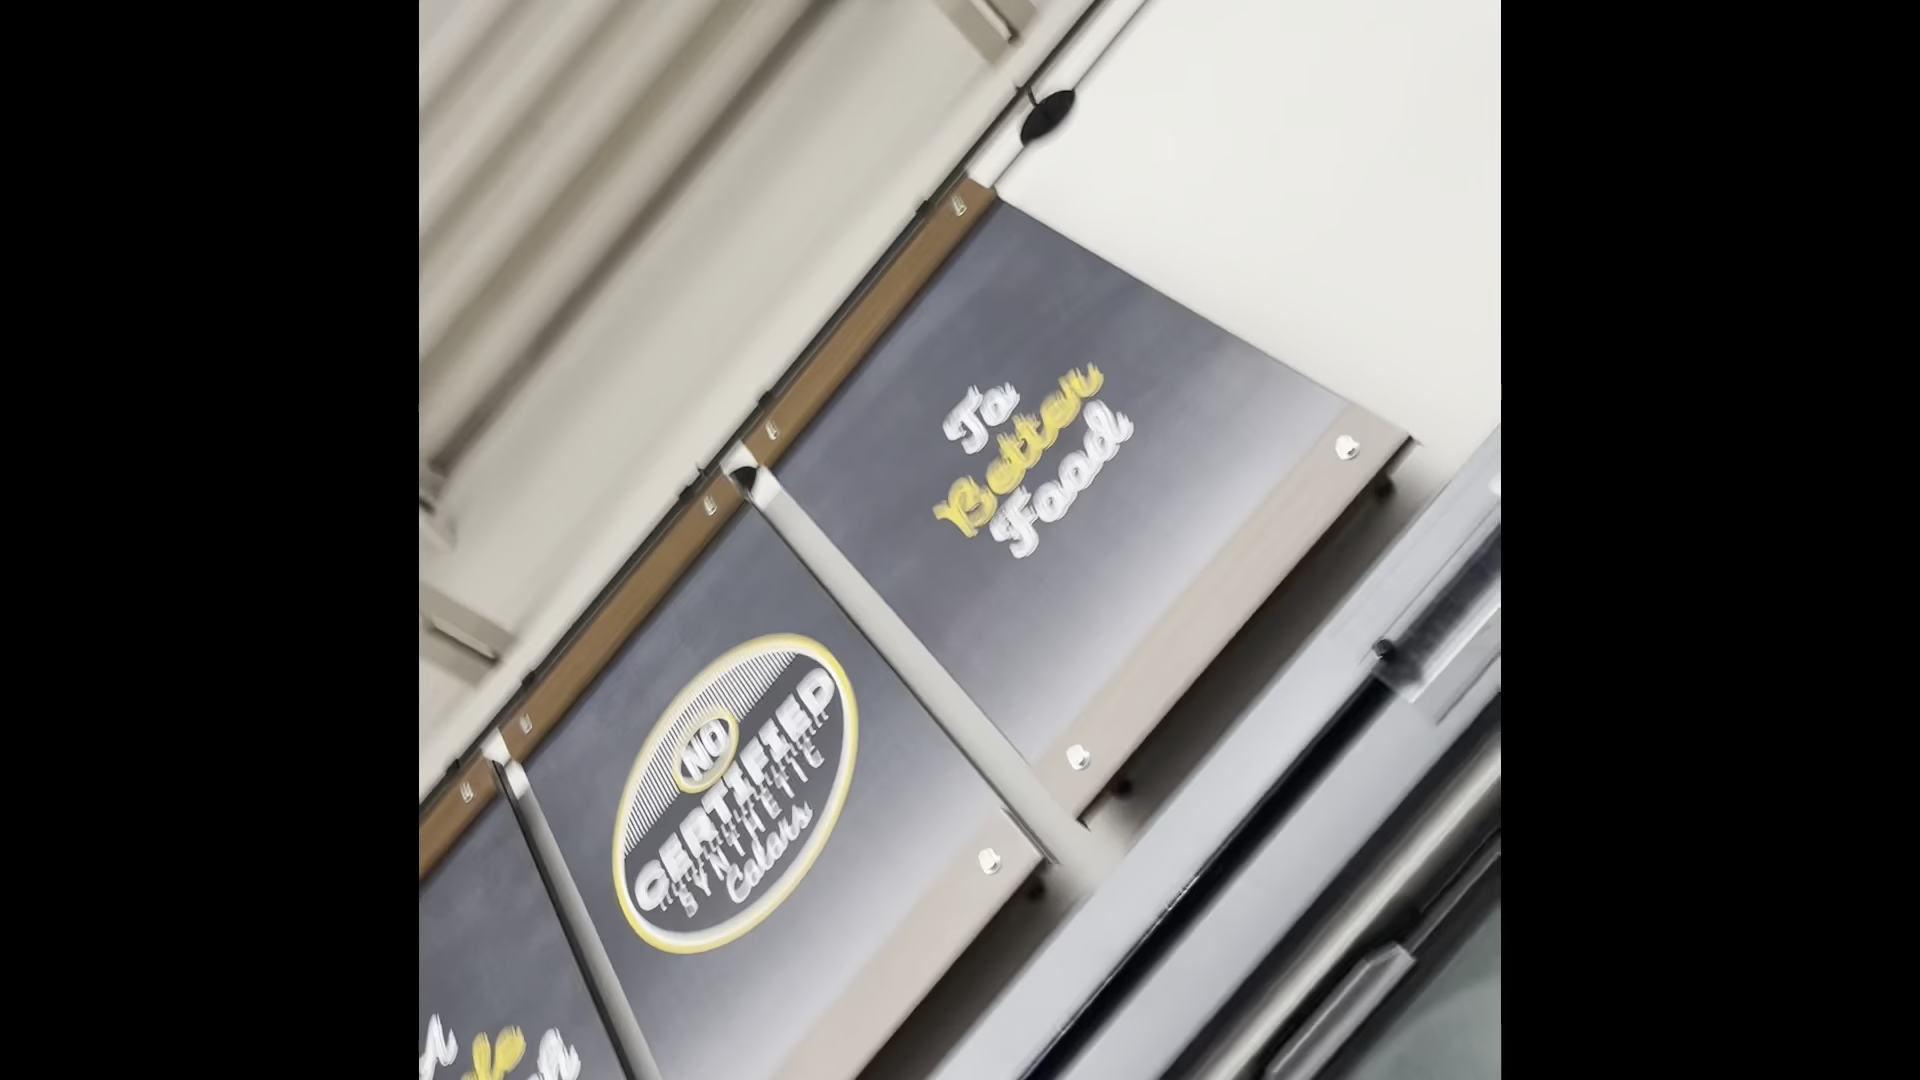 To
Better
Food
NO
CERTIFIED
SYNTHETIC
Colors